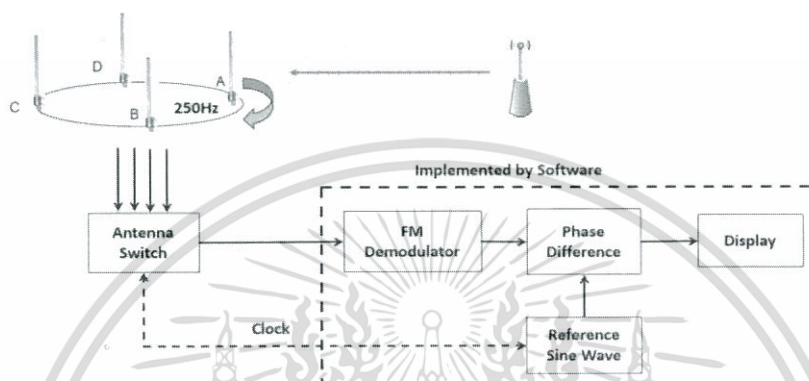 D
A
C
B
250Hz
Implemented by Software
Antenna
Switch
FM
Demodulator
Phase
Difference
Display
Clock
Reference
Sine Wave